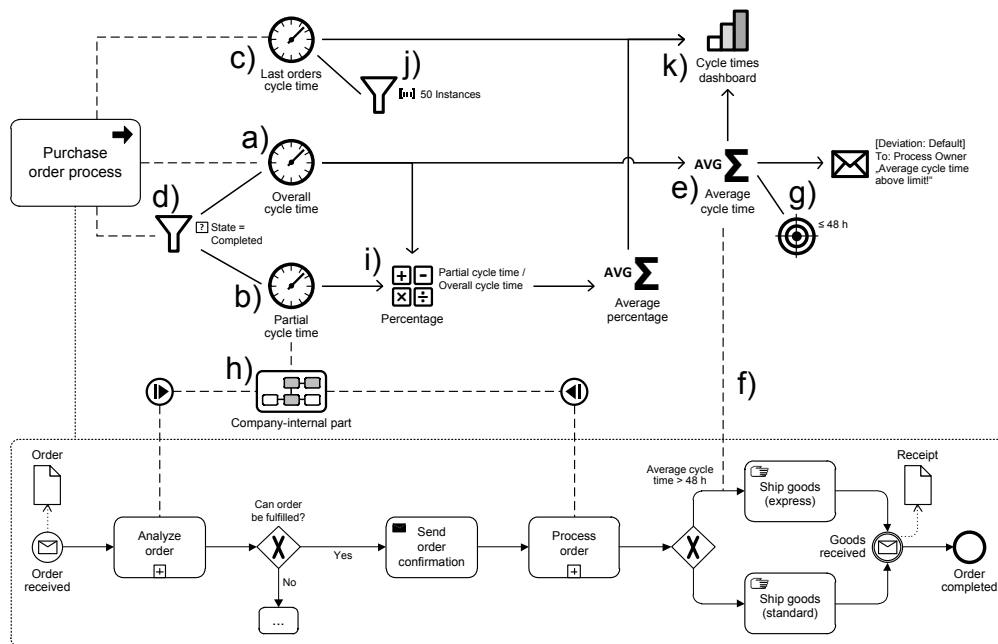 c)
Last orders
cycle time
j)
50 Instances
k)
Cycle times
dashboard
Purchase
order process
a)
Overall
cycle time
d)
? State =
Completed
AVG Σ
e)
Average
cycle time
g)
≤ 48 h
[Deviation: Default]
To: Process Owner
„Average cycle time
above limit!“
b)
Partial
cycle time
i)
+ −
× ÷
Percentage
Partial cycle time /
Overall cycle time
AVG Σ
Average
percentage
h)
Company-internal part
f)
Order
Order
received
Analyze
order
+
Can order
be fulfilled?
X
Yes
No
...
Send
order
confirmation
Process
order
+
Average cycle
time > 48 h
X
Ship goods
(express)
Ship goods
(standard)
Receipt
Goods
received
Order
completed